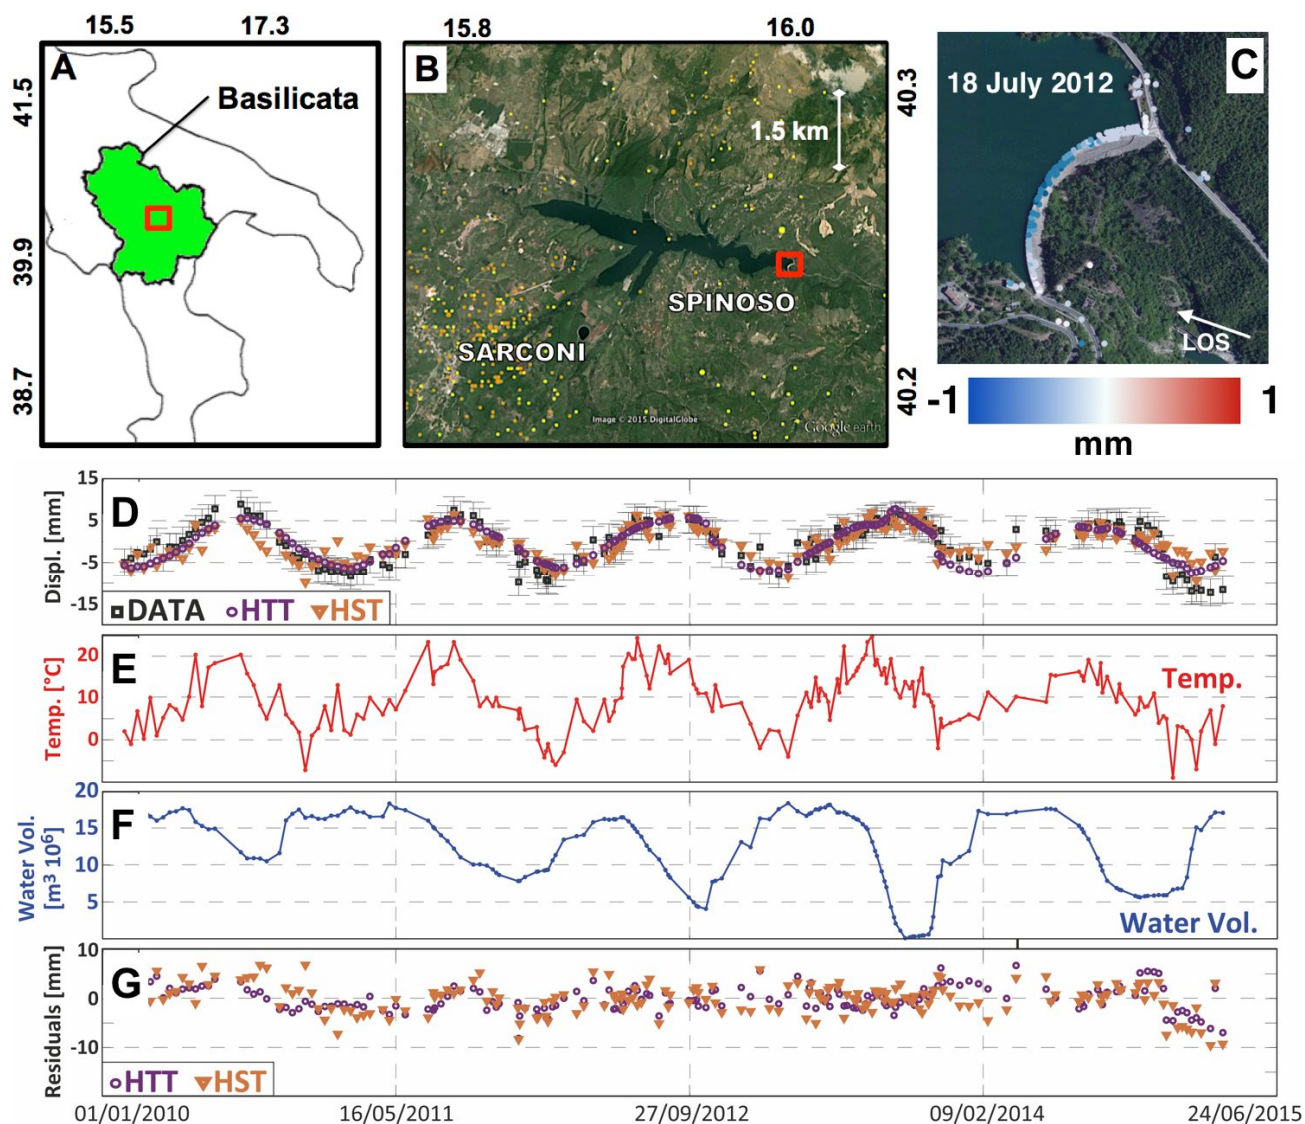 15.5 17.3
41.5
39.9
38.7
A
Basilicata
15.8 16.0
B
40.3
40.2
1.5 km
SPINOSO
SARCONI
Image © 2015 DigitalGlobe
Google earth
C
18 July 2012
LOS
-1 1
mm
D
Displ. [mm]
15
5
-5
-15
DATA HTT HST
E
Temp. [°C]
20
10
0
Temp.
F
Water Vol.
[m³ 10⁶]
20
15
10
5
Water Vol.
G
Residuals [mm]
10
0
-10
HTT HST
01/01/2010 16/05/2011 27/09/2012 09/02/2014 24/06/2015